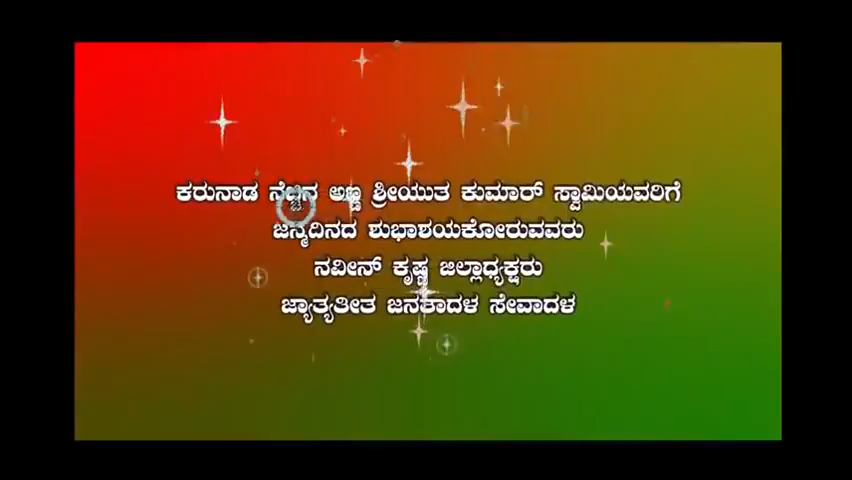 ಕರುನಾಡ ನೆಚ್ಚಿನ ಅಣ್ಣ ಶ್ರೀಯುತ ಕುಮಾರ್ ಸ್ವಾಮಿಯವರಿಗೆ
ಜನ್ಮದಿನದ ಶುಭಾಶಯಕೋರುವವರು
ನವೀನ್ ಕೃಷ್ಣ ಜಿಲ್ಲಾಧ್ಯಕ್ಷರು
ಜ್ಯಾತ್ಯತೀತ ಜನತಾದಳ ಸೇವಾದಳ